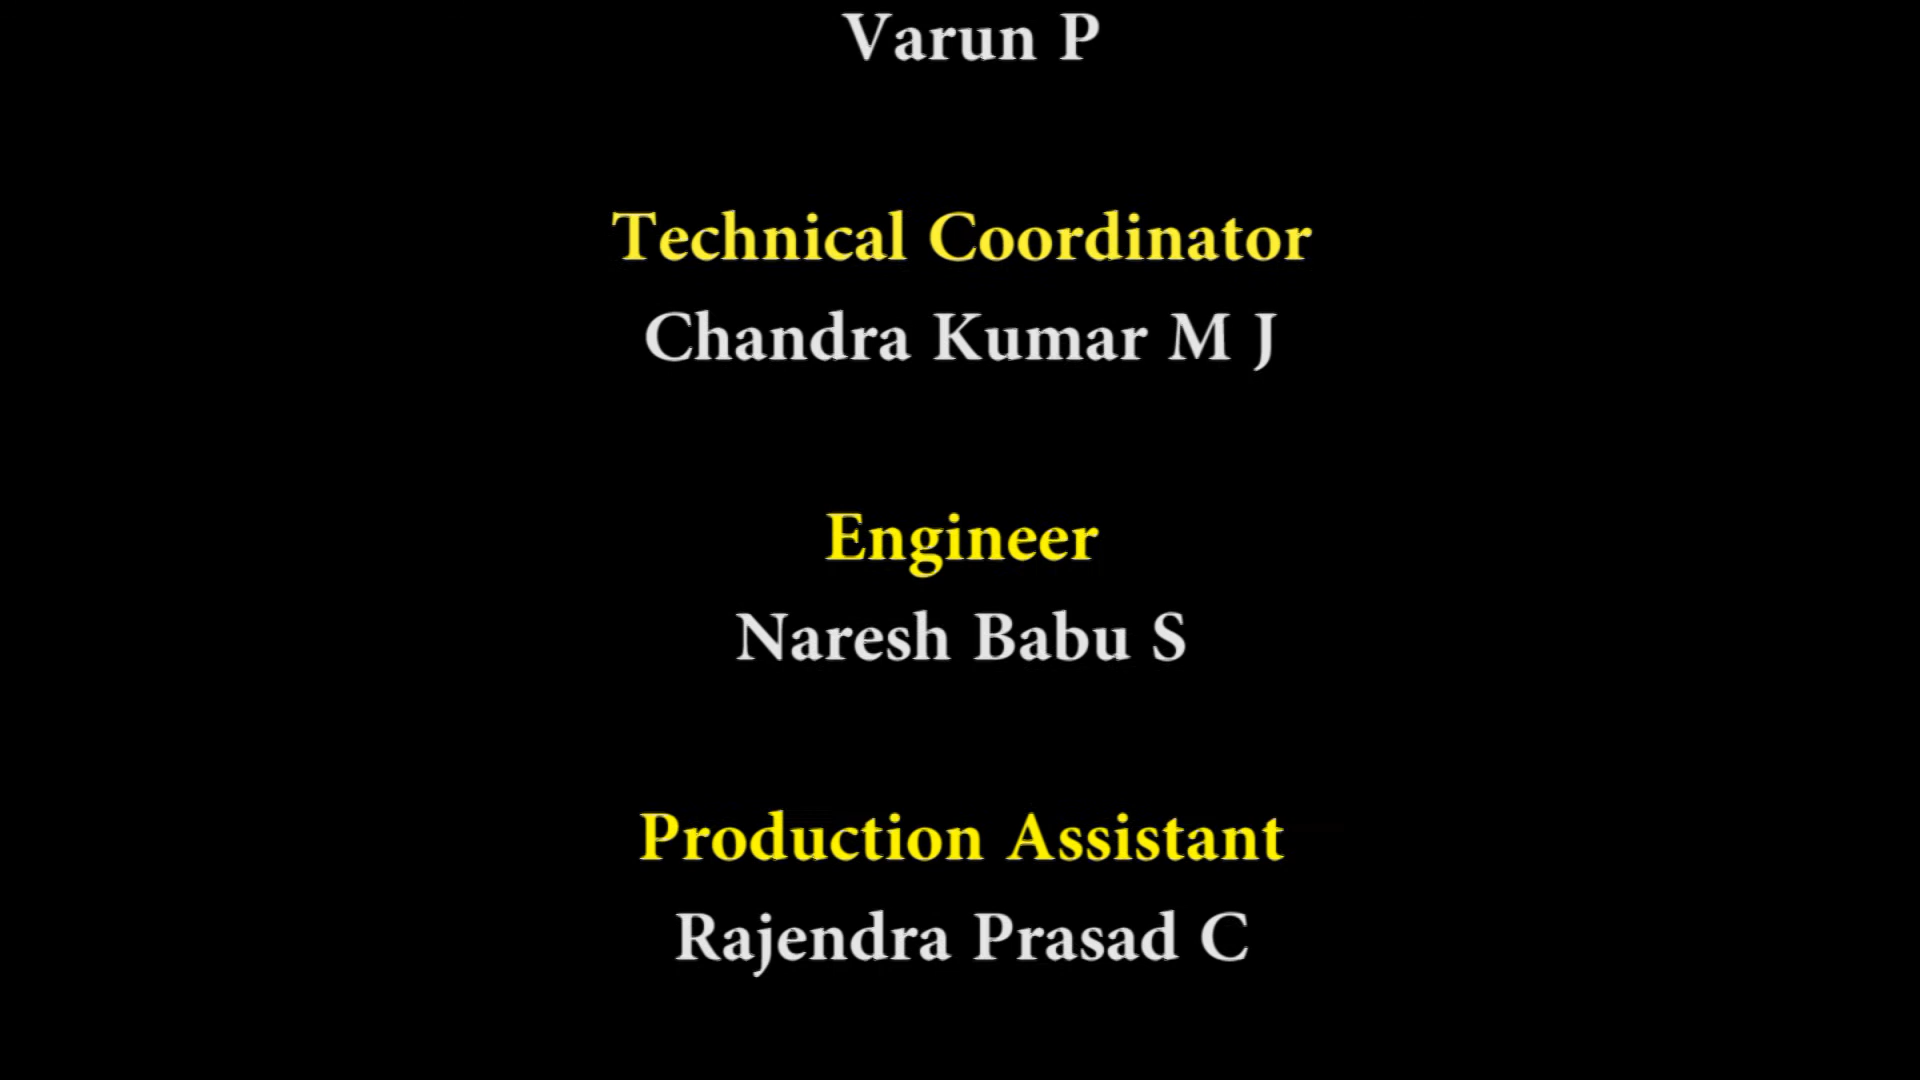 Varun P
Technical Coordinator
Chandra Kumar M J
Engineer
Naresh Babu S
Production Assistant
Rajendra Prasad C